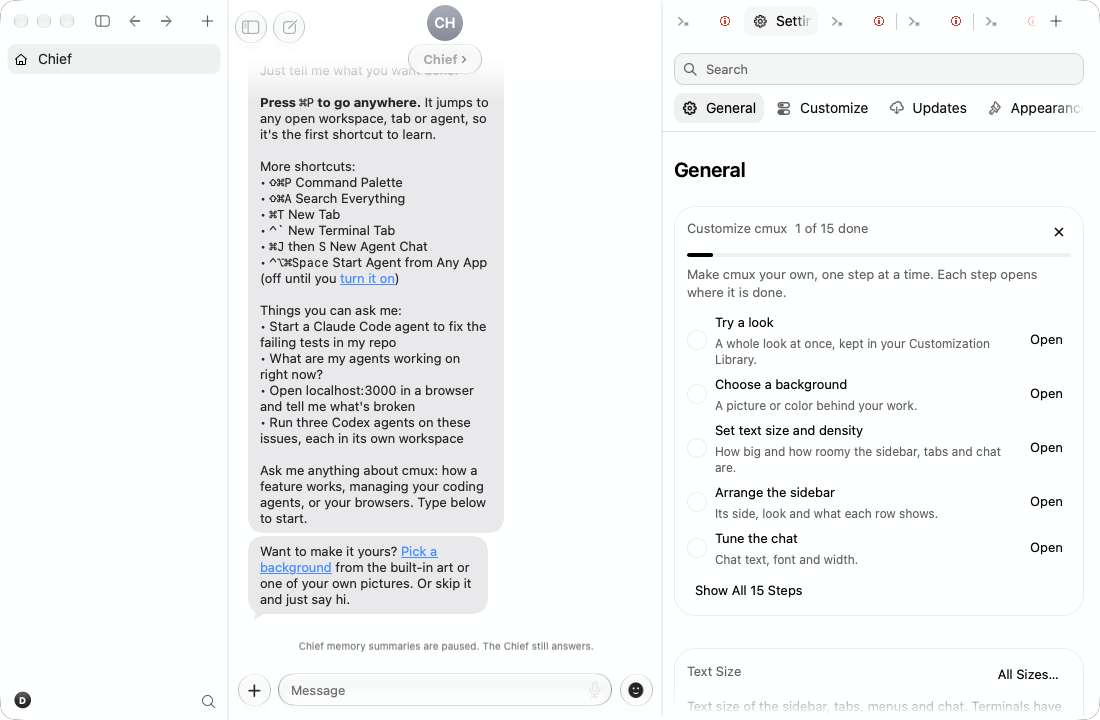 Chief
D
CH
Chief
Just tell me what you want done.
Press ⌘P to go anywhere. It jumps to
any open workspace, tab or agent, so
it's the first shortcut to learn.
More shortcuts:
• ⇧⌘P Command Palette
• ⇧⌘A Search Everything
• ⌘T New Tab
• ^` New Terminal Tab
• ⌘J then S New Agent Chat
• ^⌥⌘Space Start Agent from Any App
(off until you turn it on)
Things you can ask me:
• Start a Claude Code agent to fix the
failing tests in my repo
• What are my agents working on
right now?
• Open localhost:3000 in a browser
and tell me what's broken
• Run three Codex agents on these
issues, each in its own workspace
Ask me anything about cmux: how a
feature works, managing your coding
agents, or your browsers. Type below
to start.
Want to make it yours? Pick a
background from the built-in art or
one of your own pictures. Or skip it
and just say hi.
Chief memory summaries are paused. The Chief still answers.
Message
Settin
Search
General Customize Updates Appearanc
General
Customize cmux 1 of 15 done
Make cmux your own, one step at a time. Each step opens
where it is done.
Try a look
A whole look at once, kept in your Customization
Library.
Open
Choose a background
A picture or color behind your work.
Open
Set text size and density
How big and how roomy the sidebar, tabs and chat
are.
Open
Arrange the sidebar
Its side, look and what each row shows.
Open
Tune the chat
Chat text, font and width.
Open
Show All 15 Steps
Text Size
All Sizes...
Text size of the sidebar, tabs, menus and chat. Terminals have